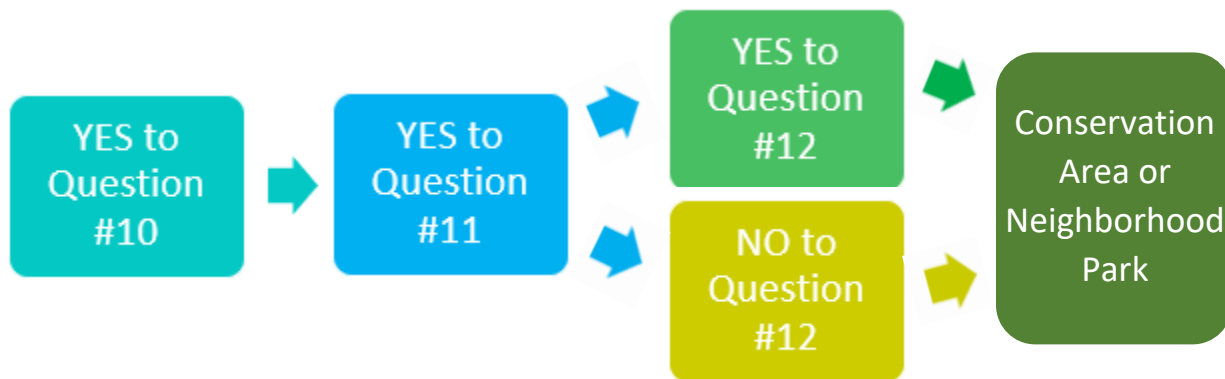 YES to
Question
#10
YES to
Question
#11
YES to
Question
#12
NO to
Question
#12
Conservation
Area or
Neighborhood
Park